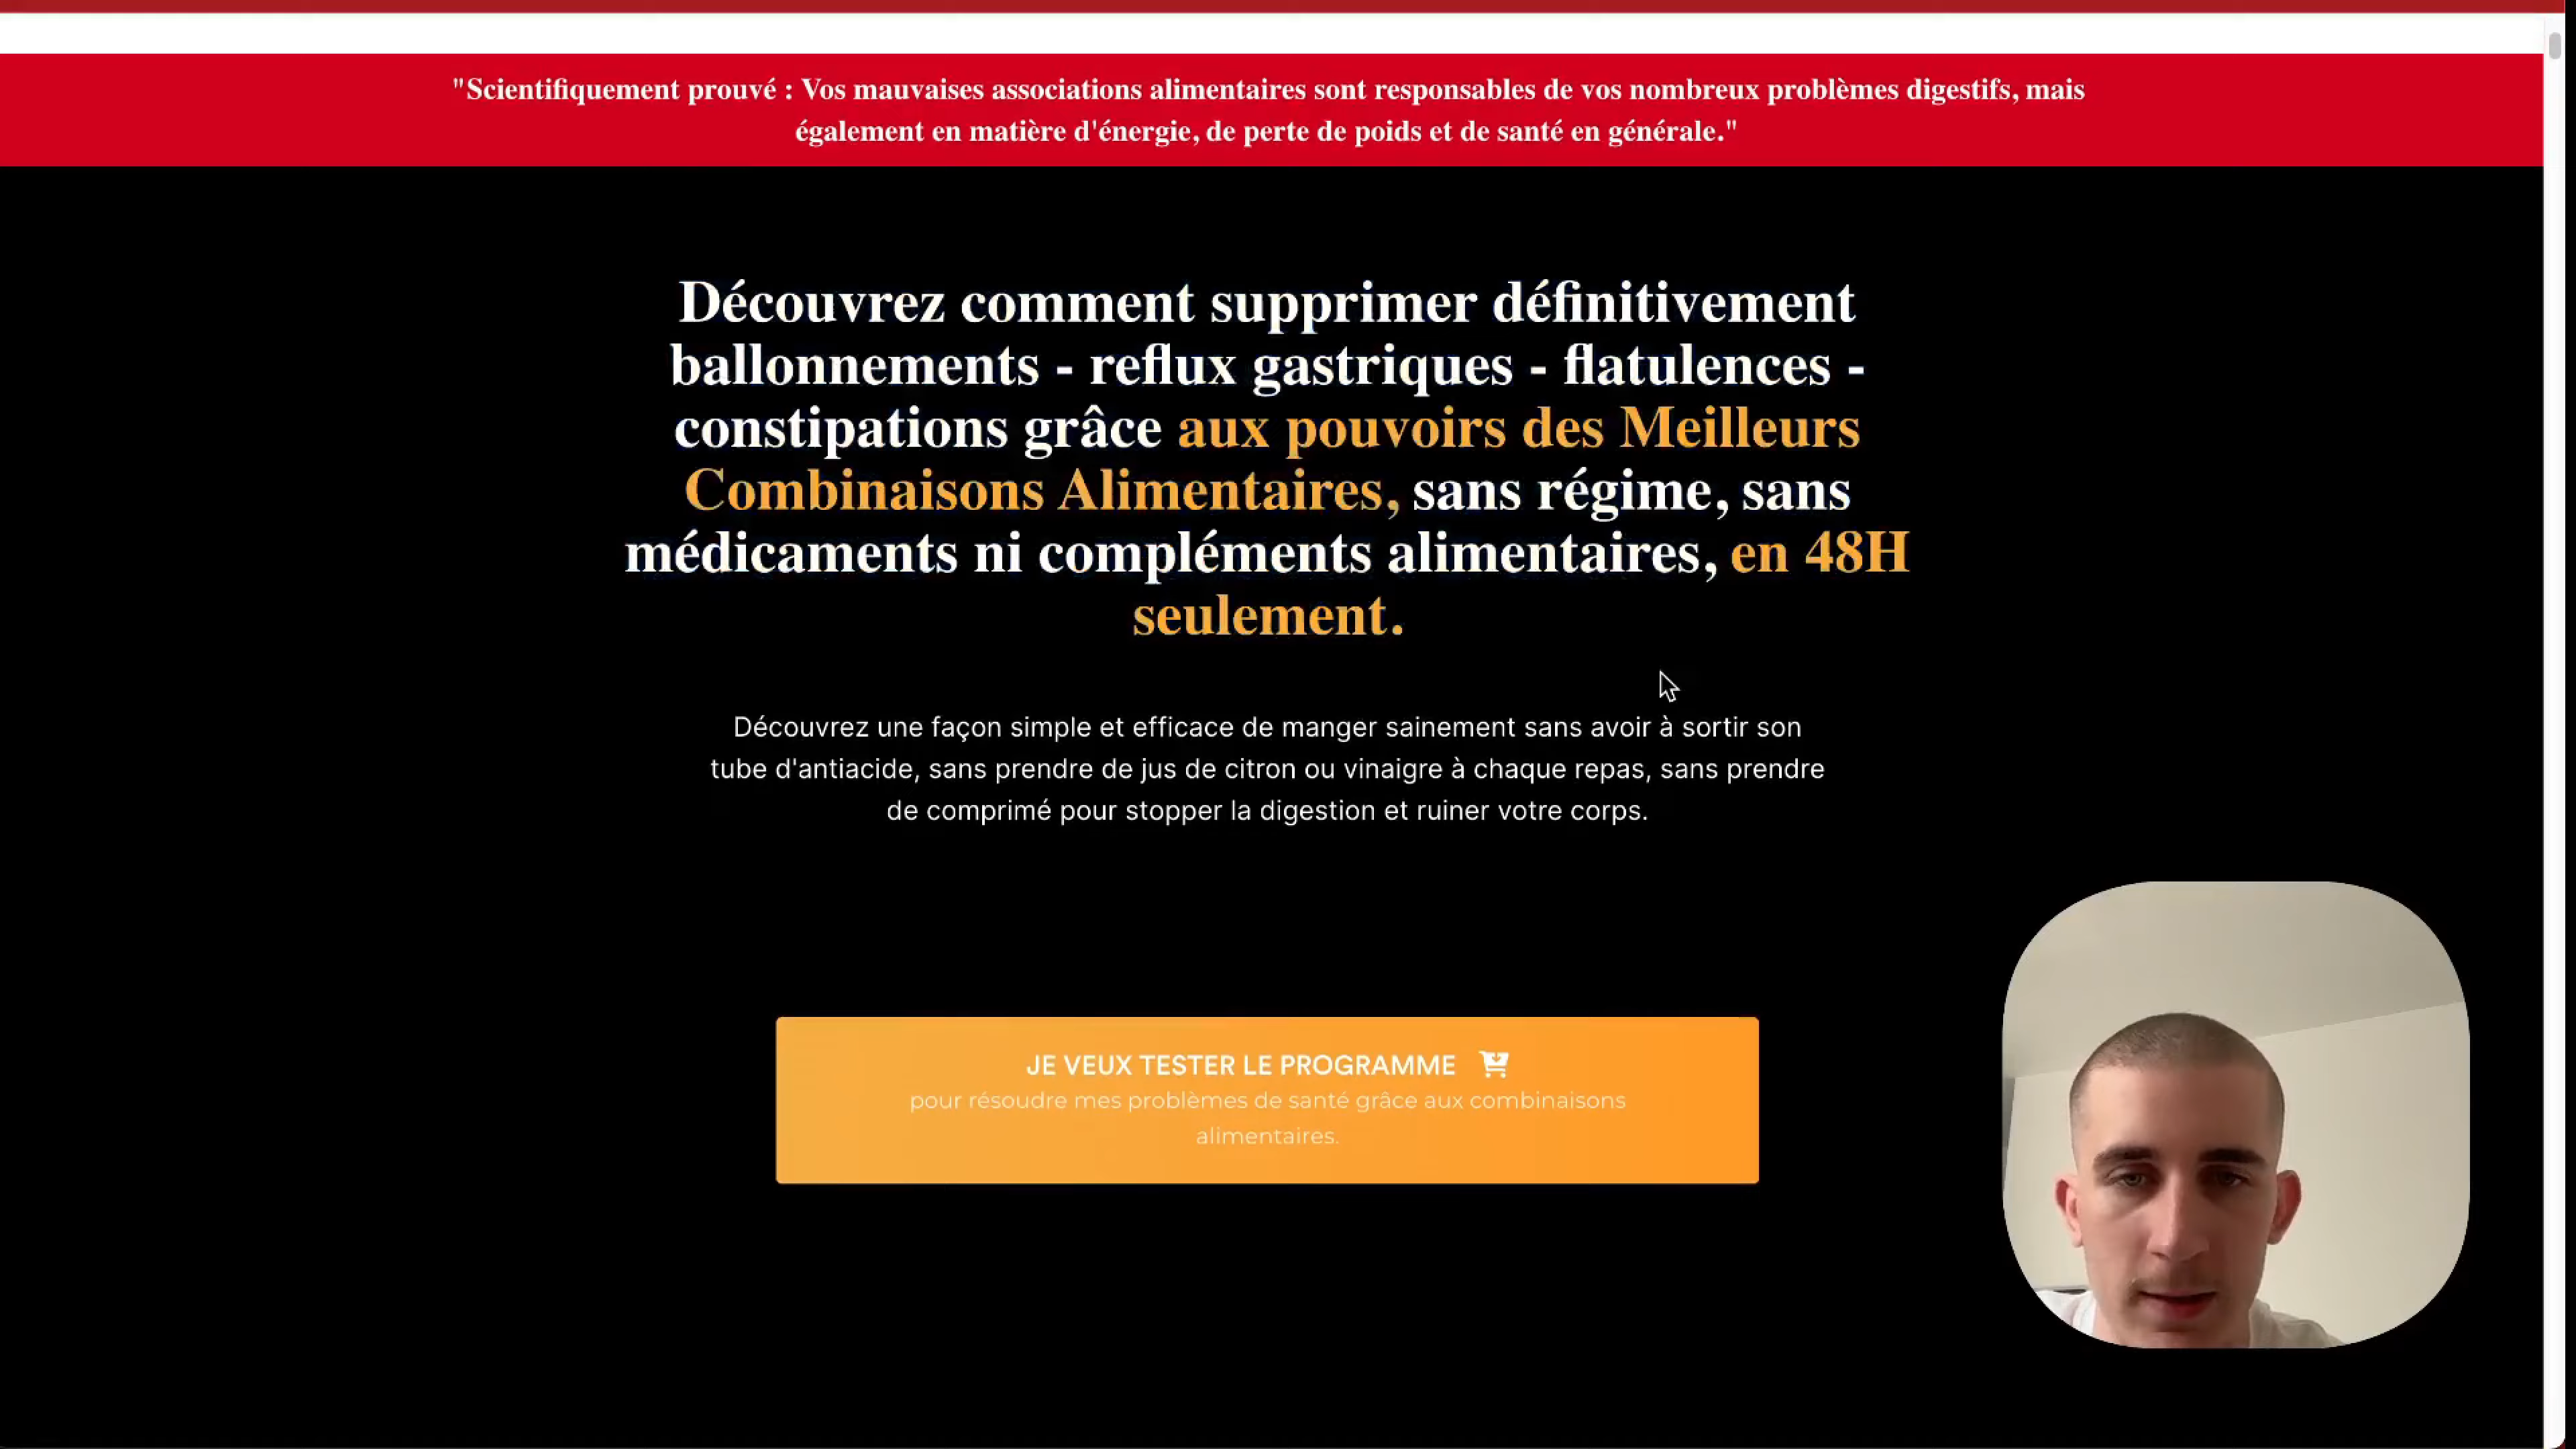 "Scientifiquement prouvé : Vos mauvaises associations alimentaires sont responsables de vos nombreux problèmes digestifs, mais
également en matière d'énergie, de perte de poids et de santé en générale."
Découvrez comment supprimer définitivement
ballonnements - reflux gastriques - flatulences -
constipations grâce aux pouvoirs des Meilleurs
Combinaisons Alimentaires, sans régime, sans
médicaments ni compléments alimentaires, en 48H
seulement.
Découvrez une façon simple et efficace de manger sainement sans avoir à sortir son
tube d'antiacide, sans prendre de jus de citron ou vinaigre à chaque repas, sans prendre
de comprimé pour stopper la digestion et ruiner votre corps.
JE VEUX TESTER LE PROGRAMME
pour résoudre mes problèmes de santé grâce aux combinaisons
alimentaires.